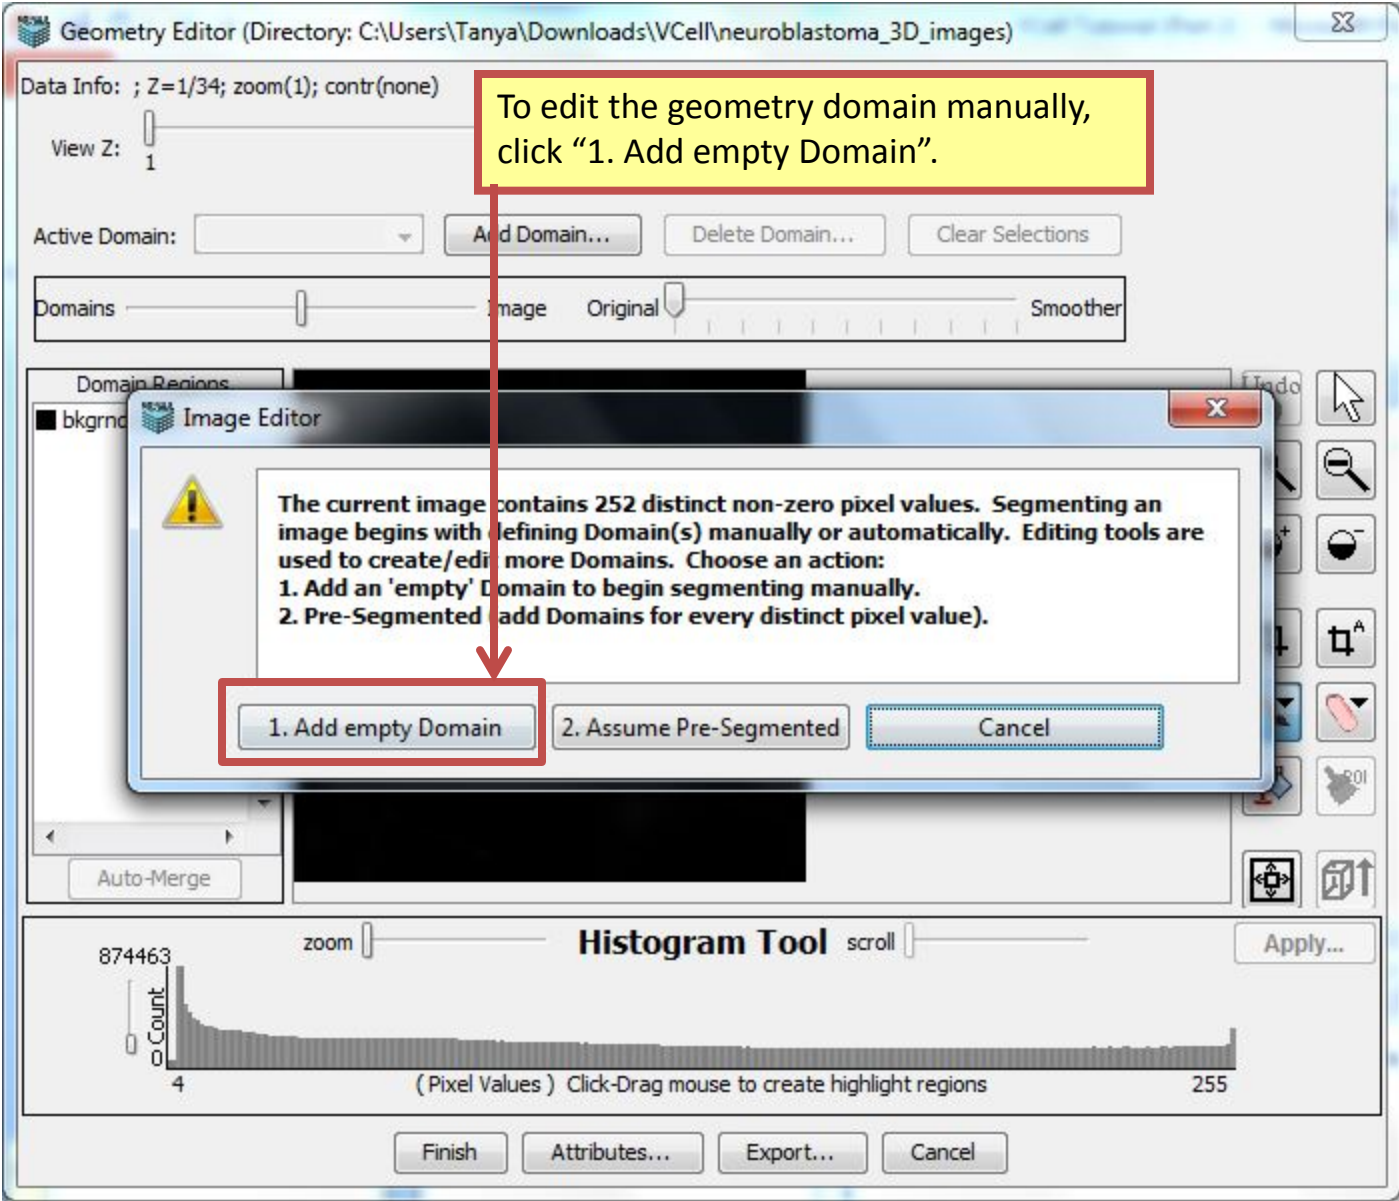 Geometry Editor (Directory: C:\Users\Tanya\Downloads\VCell\neuroblastoma_3D_images)
Data Info: ; Z=1/34; zoom(1); contr(none)
To edit the geometry domain manually,
click “1. Add empty Domain”.
View Z:
1
Active Domain: Add Domain... Delete Domain... Clear Selections
Domains Image Original Smoother
Domain Regions
Undo
bkgrnd
Image Editor
The current image contains 252 distinct non-zero pixel values. Segmenting an
image begins with defining Domain(s) manually or automatically. Editing tools are
used to create/edit more Domains. Choose an action:
1. Add an 'empty' Domain to begin segmenting manually.
2. Pre-Segmented (add Domains for every distinct pixel value).
1. Add empty Domain 2. Assume Pre-Segmented Cancel
A
ROI
Auto-Merge
zoom Histogram Tool scroll Apply...
874463
Count
0
4 ( Pixel Values ) Click-Drag mouse to create highlight regions 255
Finish Attributes... Export... Cancel